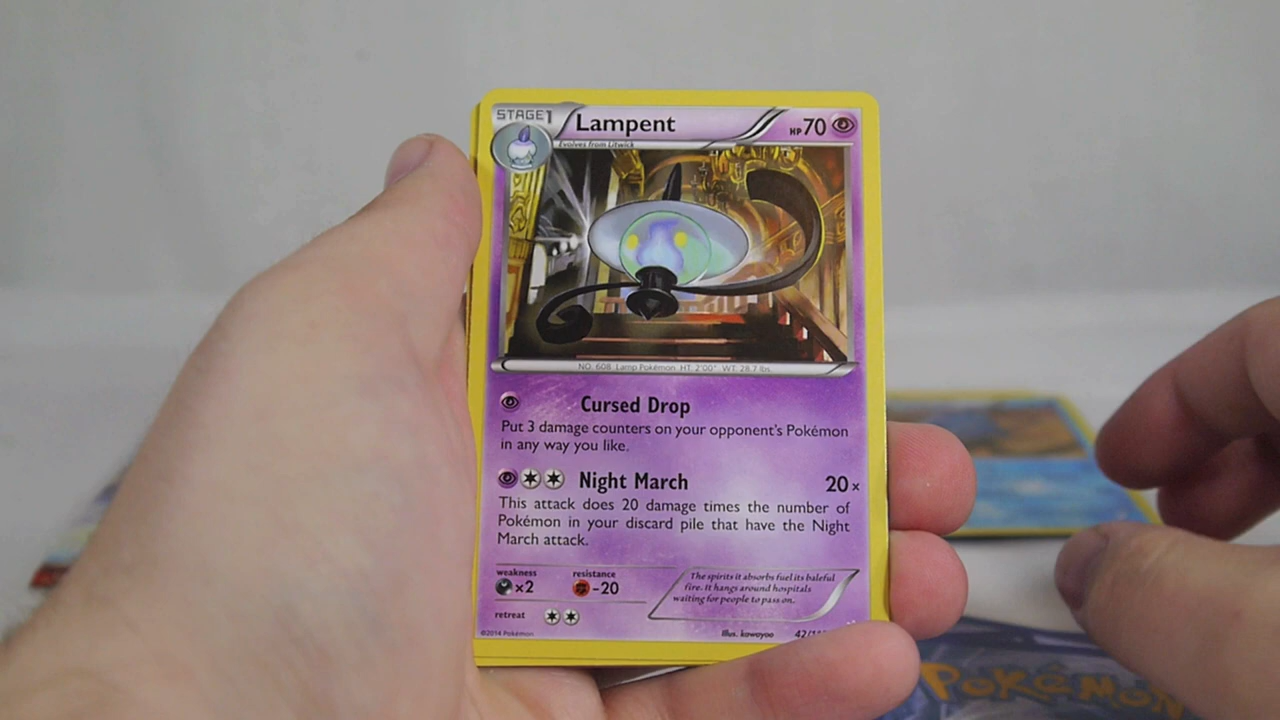 STAGE1 Lampent HP70
Evolves from Litwick
NO. 608 Lamp Pokémon HT: 2'00" WT: 28.7 lbs.
Cursed Drop
Put 3 damage counters on your opponent's Pokémon
in any way you like.
Night March 20x
This attack does 20 damage times the number of
Pokémon in your discard pile that have the Night
March attack.
weakness resistance
×2 -20
The spirits it absorbs fuel its baleful
fire. It hangs around hospitals
waiting for people to pass on.
retreat
©2014 Pokémon Illus. kawayoo 42/11
POKéMON